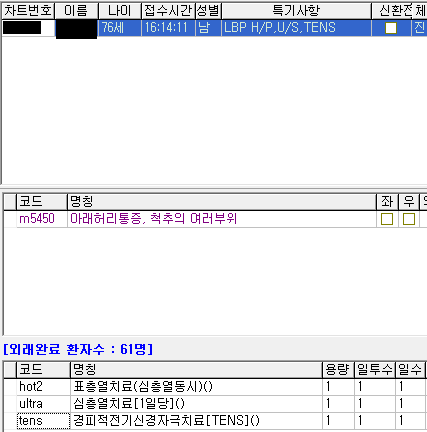 차트번호 이름 나이 접수시간 성별 특기사항 신환진 체
76세 16:14:11 남 LBP H/P,U/S,TENS 진
코드 명칭 좌 우
m5450 아래허리통증, 척추의 여러부위
[외래완료 환자수 : 61명]
코드 명칭 용량 일투수 일수
hot2 표층열치료(심층열동시)() 1 1 1
ultra 심층열치료[1일당]() 1 1 1
tens 경피적전기신경자극치료[TENS]() 1 1 1